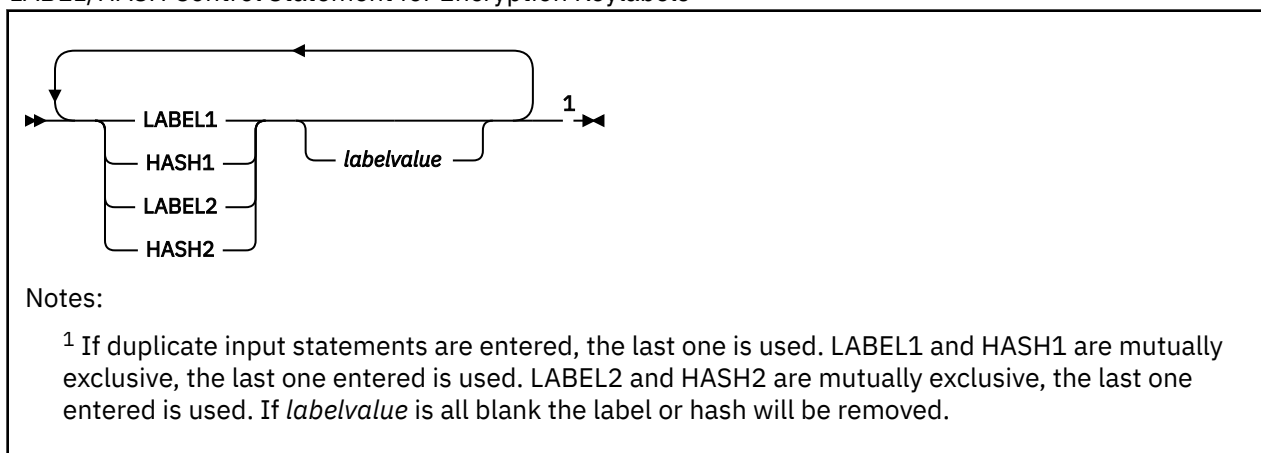 LABEL/HASH Control Statement for Encryption Keylabels
1
LABEL1
HASH1
labelvalue
LABEL2
HASH2
Notes:
1 If duplicate input statements are entered, the last one is used. LABEL1 and HASH1 are mutually
exclusive, the last one entered is used. LABEL2 and HASH2 are mutually exclusive, the last one
entered is used. If labelvalue is all blank the label or hash will be removed.